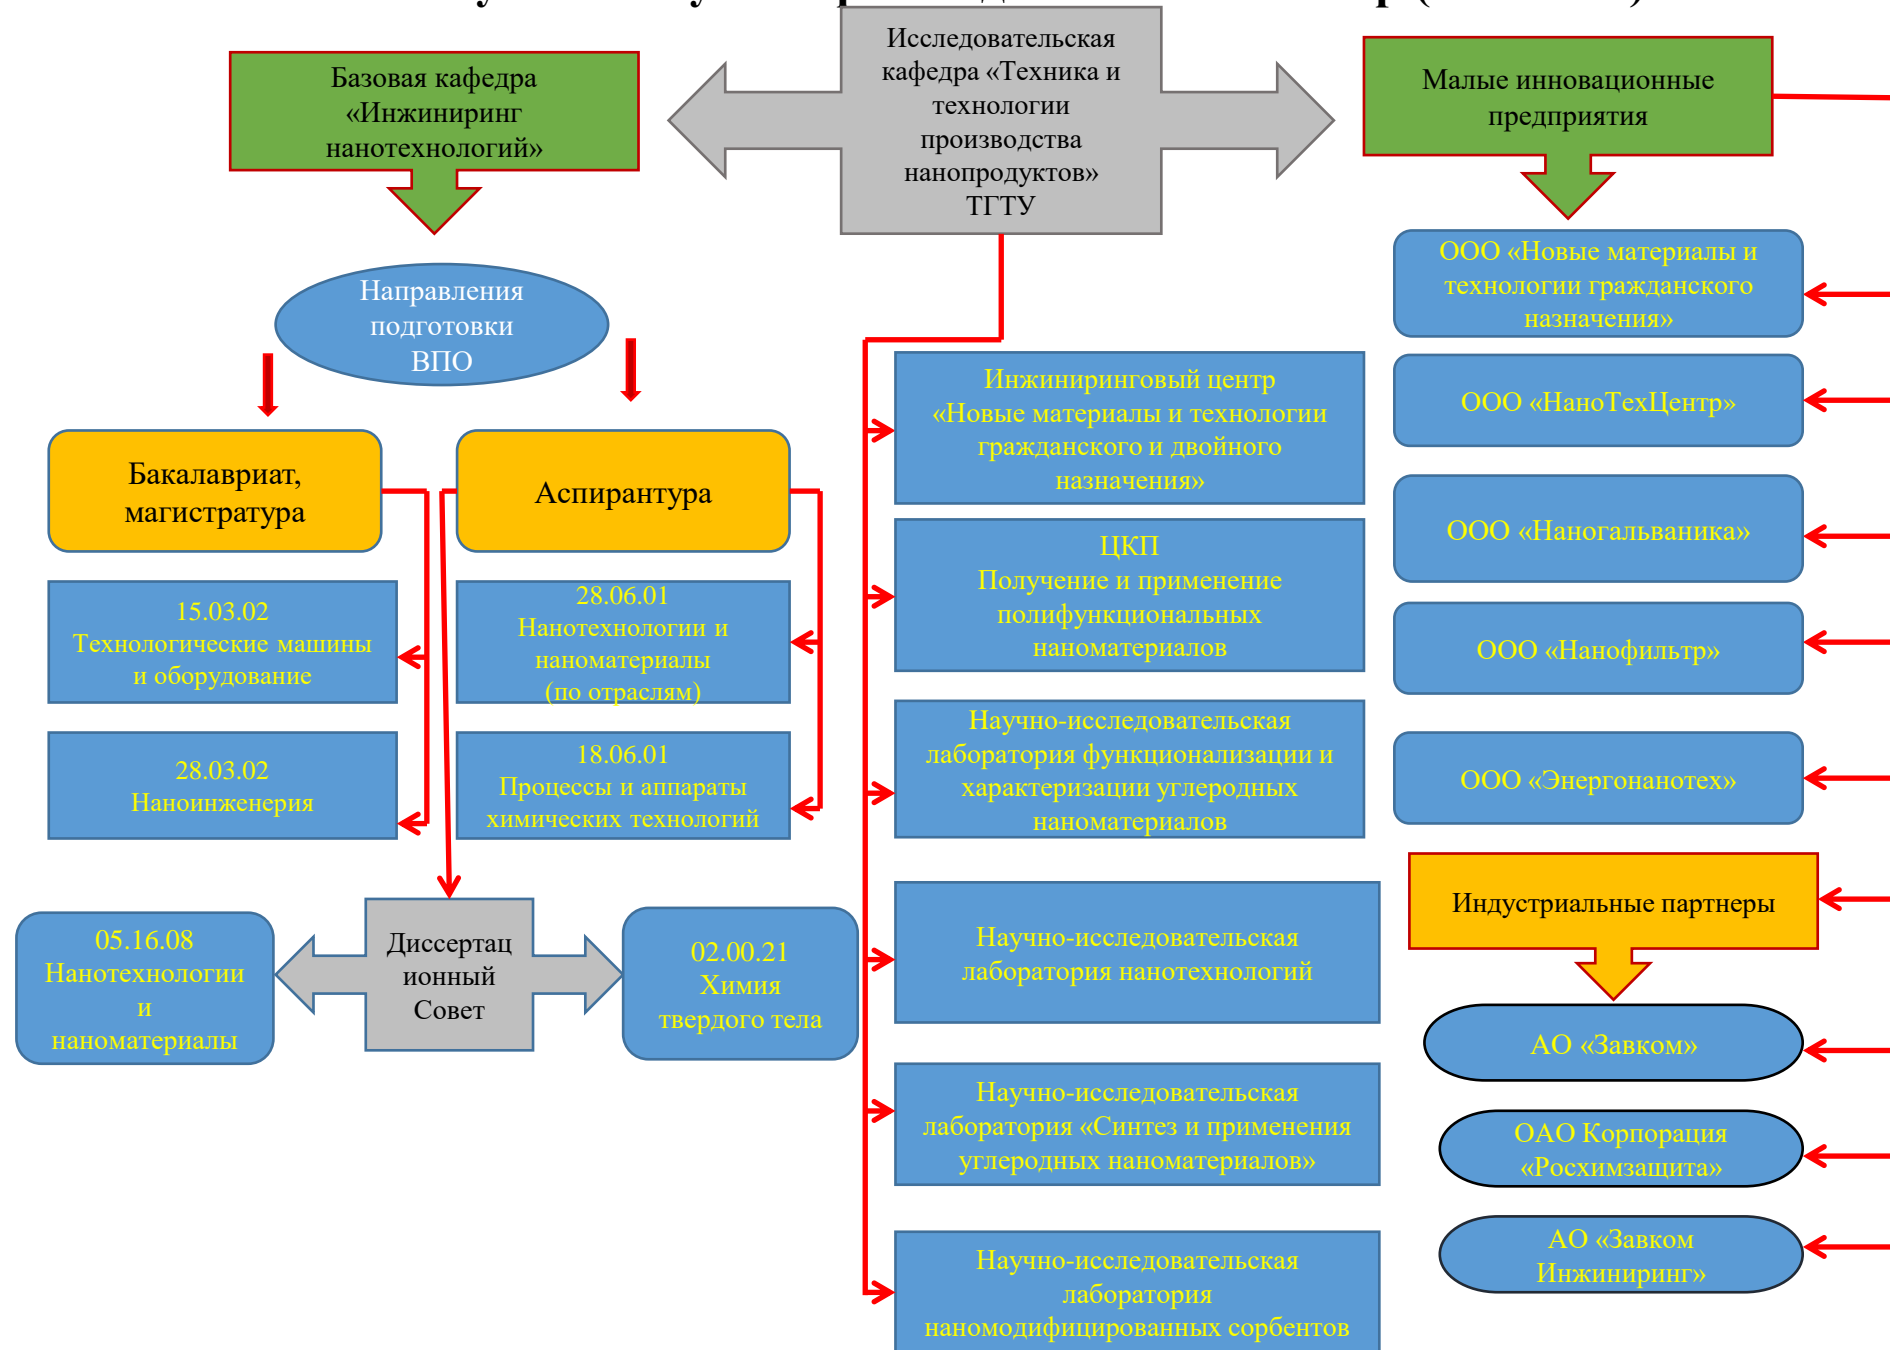 Исследовательская
кафедра «Техника и
технологии
производства
нанопродуктов»
ТГТУ
Базовая кафедра
«Инжиниринг
нанотехнологий»
Направления
подготовки
ВПО
Бакалавриат,
магистратура
Аспирантура
15.03.02
Технологические машины
и оборудование
28.03.02
Наноинженерия
28.06.01
Нанотехнологии и
наноматериалы
(по отраслям)
18.06.01
Процессы и аппараты
химических технологий
05.16.08
Нанотехнологии
и
наноматериалы
Диссертац
ионный
Совет
02.00.21
Химия
твердого тела
Инжиниринговый центр
«Новые материалы и технологии
гражданского и двойного
назначения»
ЦКП
Получение и применение
полифункциональных
наноматериалов
Научно-исследовательская
лаборатория функционализации и
характеризации углеродных
наноматериалов
Научно-исследовательская
лаборатория нанотехнологий
Научно-исследовательская
лаборатория «Синтез и применения
углеродных наноматериалов»
Научно-исследовательская
лаборатория
наномодифицированных сорбентов
Малые инновационные
предприятия
ООО «Новые материалы и
технологии гражданского
назначения»
ООО «НаноТехЦентр»
ООО «Наногальваника»
ООО «Нанофильтр»
ООО «Энергонанотех»
Индустриальные партнеры
АО «Завком»
ОАО Корпорация
«Росхимзащита»
АО «Завком
Инжиниринг»